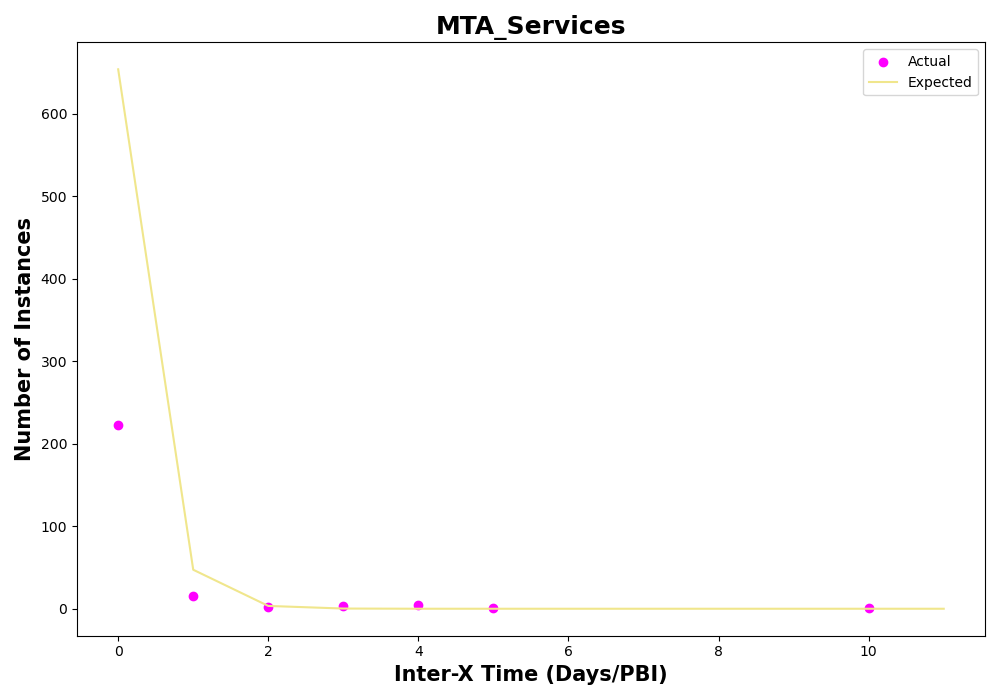 MTA_Services
Actual
Expected
Number of Instances
600
500
400
300
200
100
0
0 2 4 6 8 10
Inter-X Time (Days/PBI)